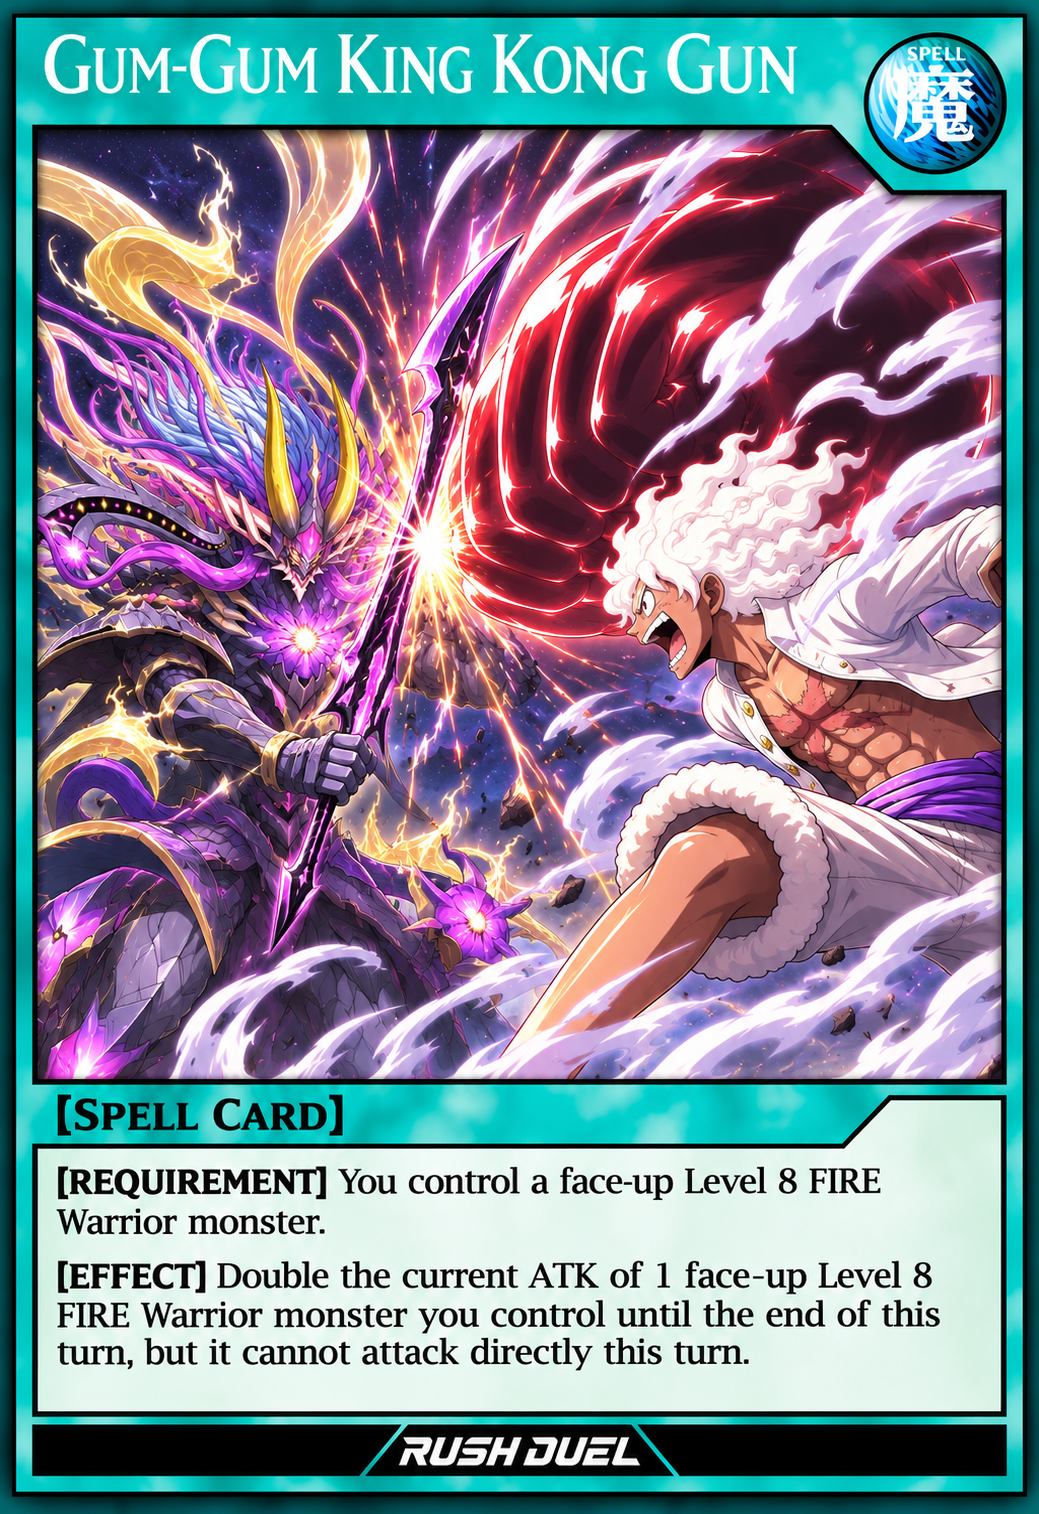 Gum-Gum King Kong Gun
SPELL
魔
[Spell Card]
[REQUIREMENT] You control a face-up Level 8 FIRE
Warrior monster.
[EFFECT] Double the current ATK of 1 face-up Level 8
FIRE Warrior monster you control until the end of this
turn, but it cannot attack directly this turn.
RUSH DUEL